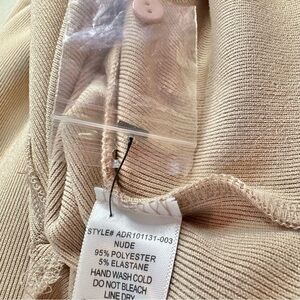 STYLE# ADR101131-003
NUDE
95% POLYESTER
5% ELASTANE
HAND WASH COLD
DO NOT BLEACH
LINE DRY